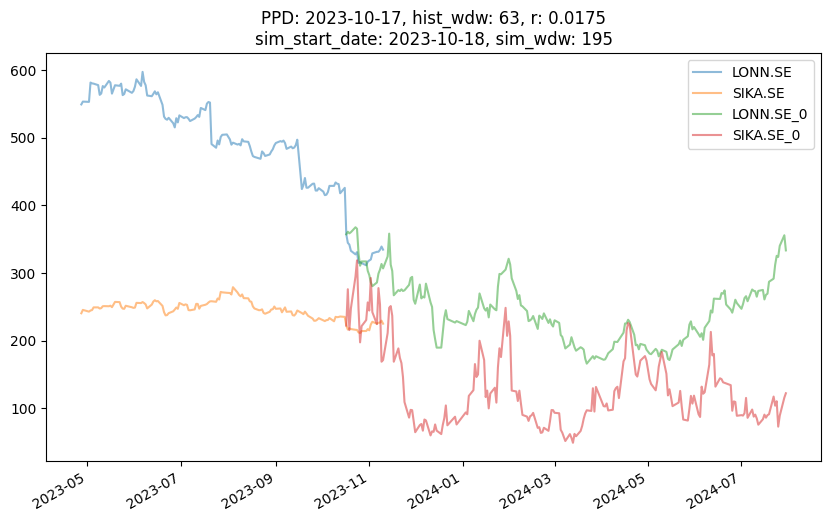 PPD: 2023-10-17, hist_wdw: 63, r: 0.0175
sim_start_date: 2023-10-18, sim_wdw: 195
LONN.SE
SIKA.SE
LONN.SE_0
SIKA.SE_0
600
500
400
300
200
100
2023-05
2023-07
2023-09
2023-11
2024-01
2024-03
2024-05
2024-07